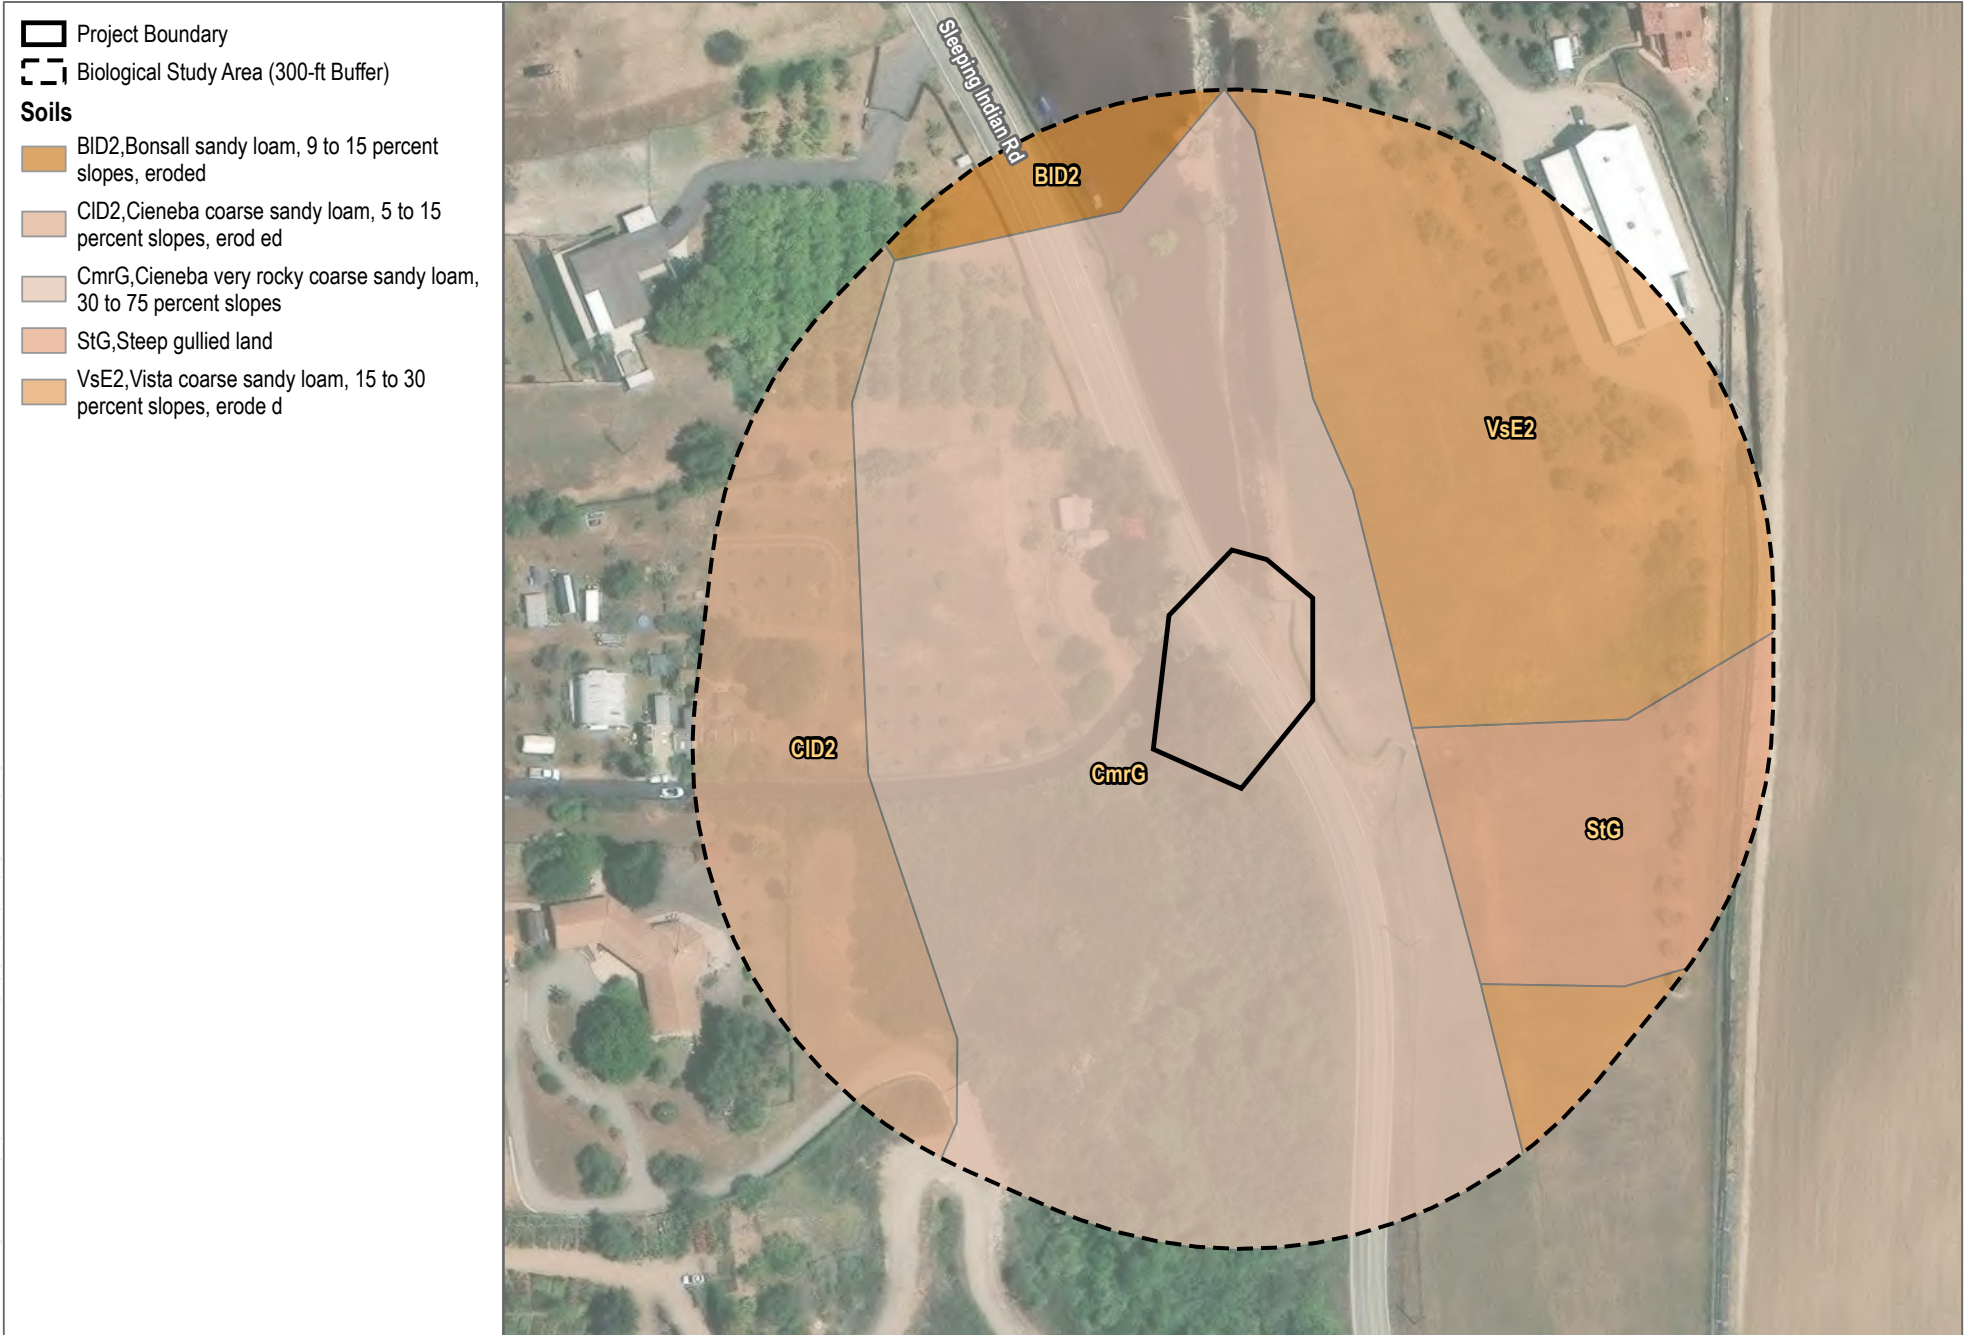 Project Boundary
Biological Study Area (300-ft Buffer)
Soils
BlD2,Bonsall sandy loam, 9 to 15 percent
slopes, eroded
ClD2,Cieneba coarse sandy loam, 5 to 15
percent slopes, erod ed
CmrG,Cieneba very rocky coarse sandy loam,
30 to 75 percent slopes
StG,Steep gullied land
VsE2,Vista coarse sandy loam, 15 to 30
percent slopes, erode d
Sleeping Indian Rd
BlD2
VsE2
ClD2
CmrG
StG